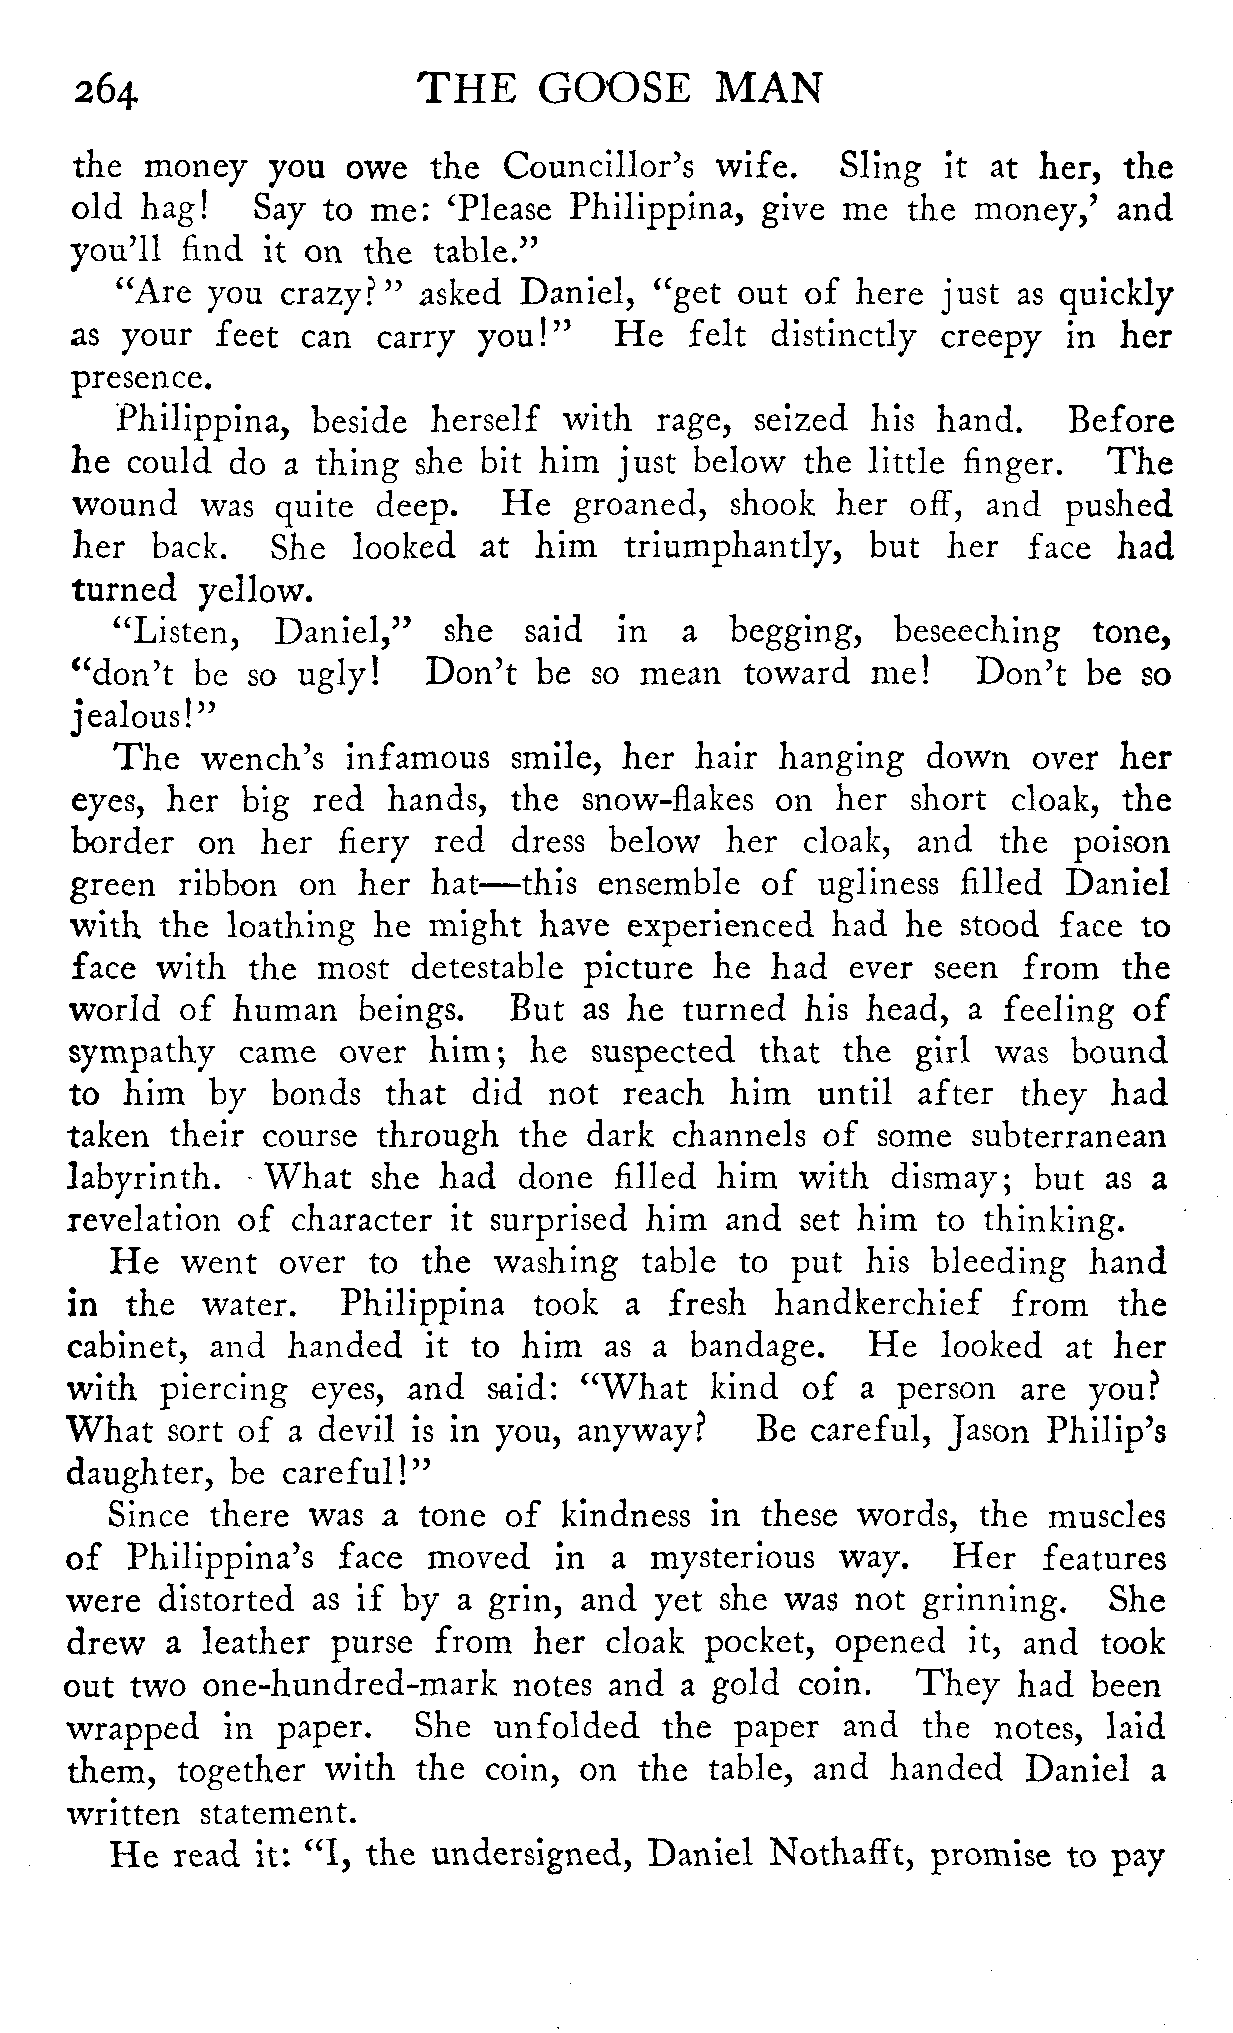 264 THE GOOSE MAN
the money you owe the Councillor's wife. Sling it at her, the
old hag! Say to me: ‘Please Philippina, give me the money,’ and
you'll find it on the table.”
“Are you crazy?” asked Daniel, “get out of here just as quickly
as your feet can carry you!” He felt distinctly creepy in her
presence.
Philippina, beside herself with rage, seized his hand. Before
he could do a thing she bit him just below the little finger. The
wound was quite deep. He groaned, shook her off, and pushed
her back. She looked at him triumphantly, but her face had
turned yellow.
“Listen, Daniel,” she said in a begging, beseeching tone,
“don't be so ugly! Don't be so mean toward me! Don't be so
jealous!”
The wench's infamous smile, her hair hanging down over her
eyes, her big red hands, the snow-flakes on her short cloak, the
border on her fiery red dress below her cloak, and the poison
green ribbon on her hat—this ensemble of ugliness filled Daniel
with the loathing he might have experienced had he stood face to
face with the most detestable picture he had ever seen from the
world of human beings. But as he turned his head, a feeling of
sympathy came over him; he suspected that the girl was bound
to him by bonds that did not reach him until after they had
taken their course through the dark channels of some subterranean
labyrinth. What she had done filled him with dismay; but as a
revelation of character it surprised him and set him to thinking.
He went over to the washing table to put his bleeding hand
in the water. Philippina took a fresh handkerchief from the
cabinet, and handed it to him as a bandage. He looked at her
with piercing eyes, and said: “What kind of a person are you?
What sort of a devil is in you, anyway? Be careful, Jason Philip's
daughter, be careful!”
Since there was a tone of kindness in these words, the muscles
of Philippina's face moved in a mysterious way. Her features
were distorted as if by a grin, and yet she was not grinning. She
drew a leather purse from her cloak pocket, opened it, and took
out two one-hundred-mark notes and a gold coin. They had been
wrapped in paper. She unfolded the paper and the notes, laid
them, together with the coin, on the table, and handed Daniel a
written statement.
He read it: “I, the undersigned, Daniel Nothafft, promise to pay